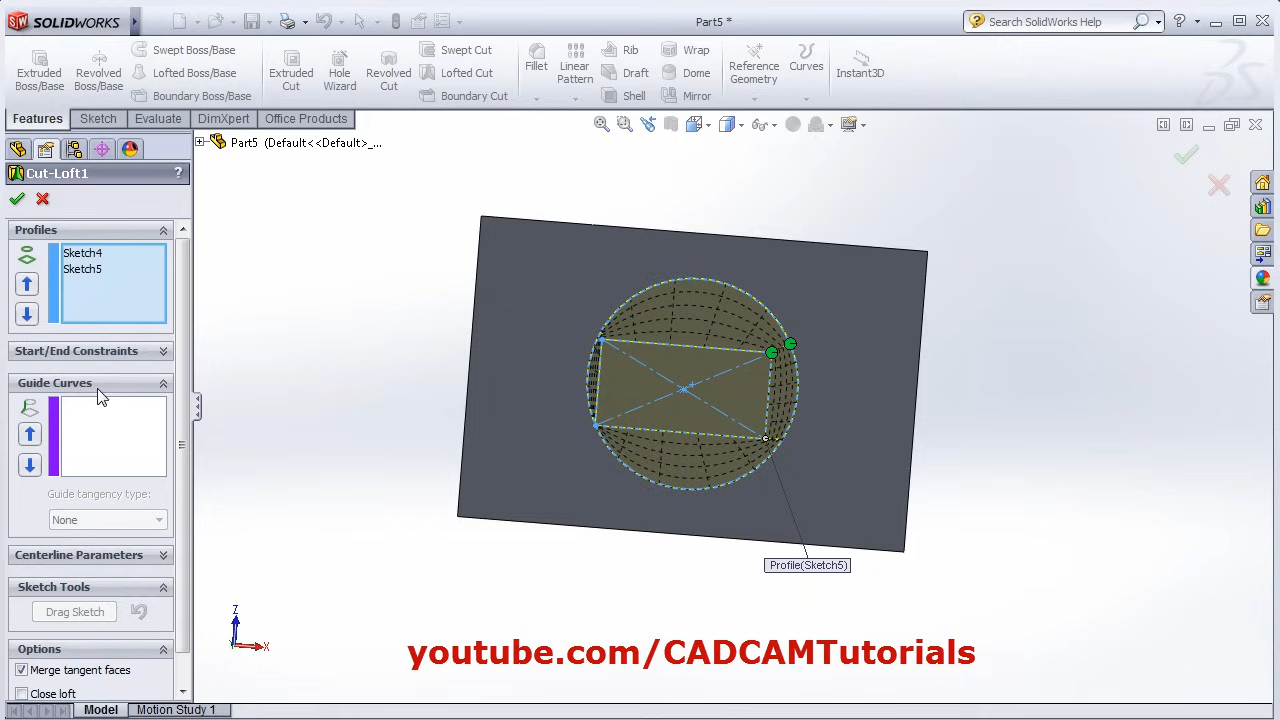 SOLIDWORKS
Part5 *
Search SolidWorks Help
Extruded Boss/Base
Revolved Boss/Base
Swept Boss/Base
Lofted Boss/Base
Boundary Boss/Base
Extruded Cut
Hole Wizard
Revolved Cut
Swept Cut
Lofted Cut
Boundary Cut
Fillet
Linear Pattern
Rib
Draft
Shell
Wrap
Dome
Mirror
Reference Geometry
Curves
Instant3D
Features
Sketch
Evaluate
DimXpert
Office Products
Part5 (Default<<Default>_...
Cut-Loft1
?
Profiles
Sketch4
Sketch5
Start/End Constraints
Guide Curves
Guide tangency type:
None
Centerline Parameters
Sketch Tools
Drag Sketch
Options
Merge tangent faces
Close loft
Profile(Sketch5)
Z
X
youtube.com/CADCAMTutorials
Model
Motion Study 1